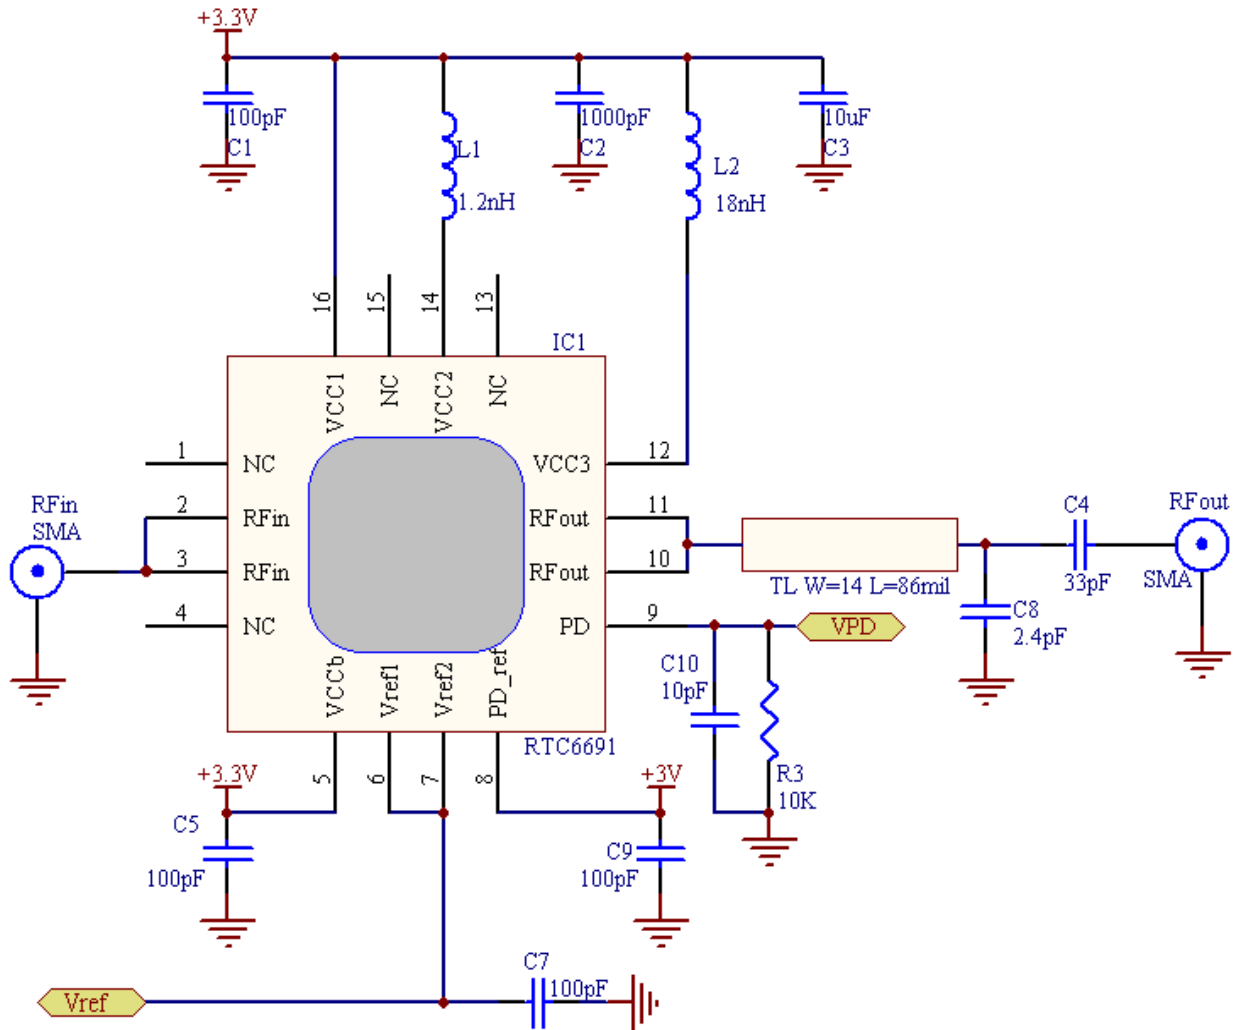 +3.3V
100pF
C1
L1
1.2nH
1000pF
C2
L2
18nH
10uF
C3
16
15
14
13
IC1
VCC1
NC
VCC2
NC
1
NC
VCC3
12
RFin
SMA
2
RFin
RFout
11
3
RFin
RFout
10
4
NC
PD
9
TL W=14 L=86mil
C4
33pF
RFout
SMA
C8
2.4pF
VPD
C10
10pF
R3
10K
VCCb
Vref1
Vref2
PD_ref
RTC6691
5
6
7
8
+3.3V
C5
100pF
+3V
C9
100pF
C7
100pF
Vref